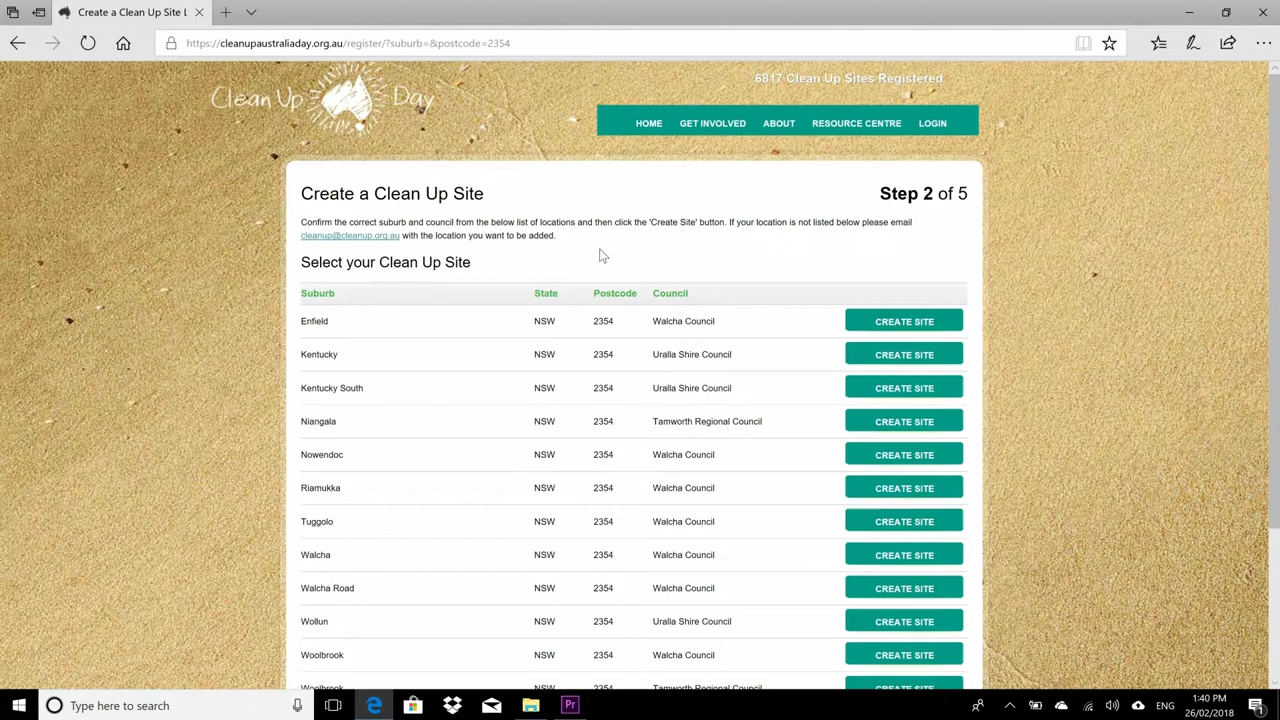 Create a Clean Up Site l
https://cleanupaustraliaday.org.au/register/?suburb=&postcode=2354
Clean Up Day
6817 Clean Up Sites Registered
HOME GET INVOLVED ABOUT RESOURCE CENTRE LOGIN
Create a Clean Up Site
Step 2 of 5
Confirm the correct suburb and council from the below list of locations and then click the 'Create Site' button. If your location is not listed below please email
cleanup@cleanup.org.au with the location you want to be added.
Select your Clean Up Site
Suburb State Postcode Council
Enfield NSW 2354 Walcha Council CREATE SITE
Kentucky NSW 2354 Uralla Shire Council CREATE SITE
Kentucky South NSW 2354 Uralla Shire Council CREATE SITE
Niangala NSW 2354 Tamworth Regional Council CREATE SITE
Nowendoc NSW 2354 Walcha Council CREATE SITE
Riamukka NSW 2354 Walcha Council CREATE SITE
Tuggolo NSW 2354 Walcha Council CREATE SITE
Walcha NSW 2354 Walcha Council CREATE SITE
Walcha Road NSW 2354 Walcha Council CREATE SITE
Wollun NSW 2354 Uralla Shire Council CREATE SITE
Woolbrook NSW 2354 Walcha Council CREATE SITE
Woolbrook NSW 2354 Tamworth Regional Council CREATE SITE
Type here to search
Pr
ENG
1:40 PM
26/02/2018